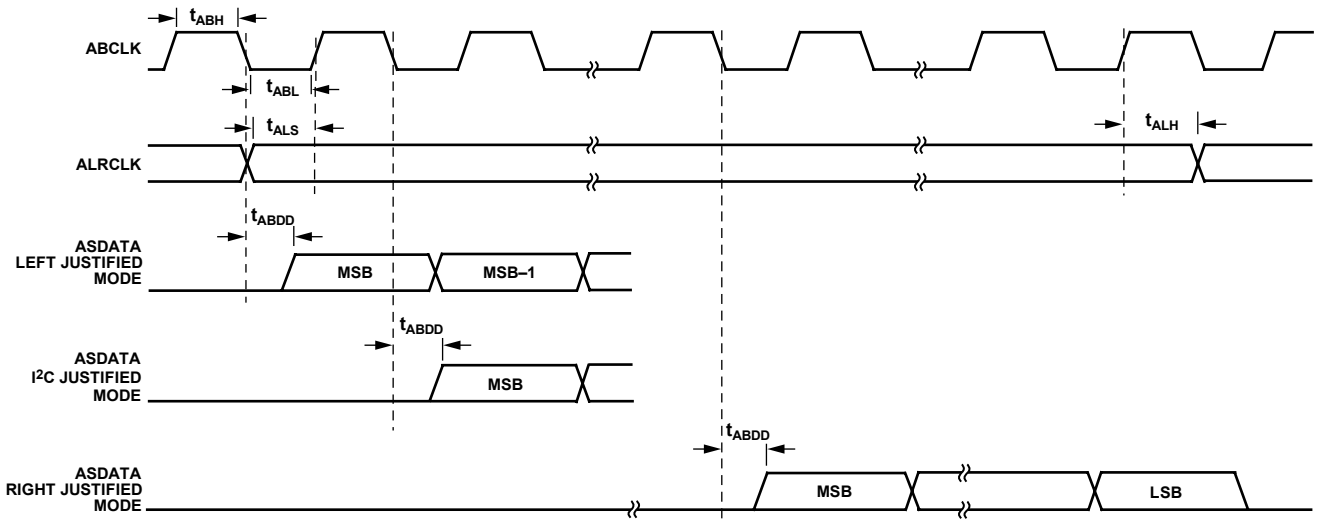 tABH
ABCLK
tABL
tALS
tALH
ALRCLK
tABDD
ASDATA
LEFT JUSTIFIED
MODE
MSB
MSB–1
tABDD
ASDATA
I²C JUSTIFIED
MODE
MSB
tABDD
ASDATA
RIGHT JUSTIFIED
MODE
MSB
LSB